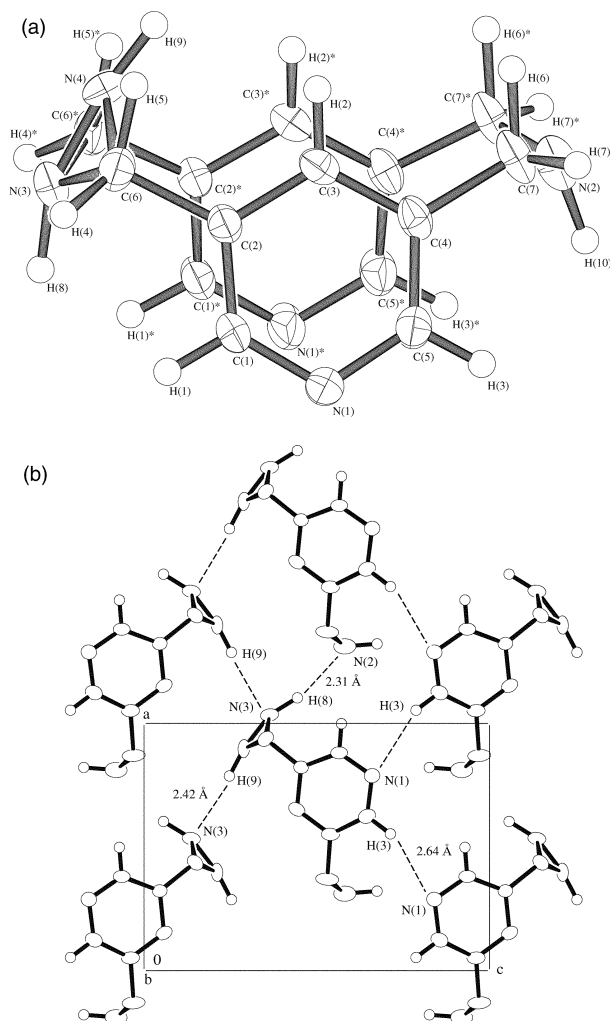 (a)
H(5)*
H(9)
N(4)
H(5)
C(6)*
H(4)*
N(3)
C(6)
H(4)
H(8)
H(2)*
C(3)*
H(2)
C(4)*
C(2)*
C(3)
C(2)
C(4)
H(6)*
H(6)
C(7)*
H(7)*
H(7)
C(7)
N(2)
H(10)
C(1)*
C(5)*
H(1)*
N(1)*
H(3)*
C(1)
C(5)
H(1)
H(3)
N(1)
(b)
H(9)
N(2)
2.31 Å
H(8)
N(3)
H(3)
a
H(9)
N(1)
2.42 Å
N(3)
H(3)
2.64 Å
N(1)
0
b
c